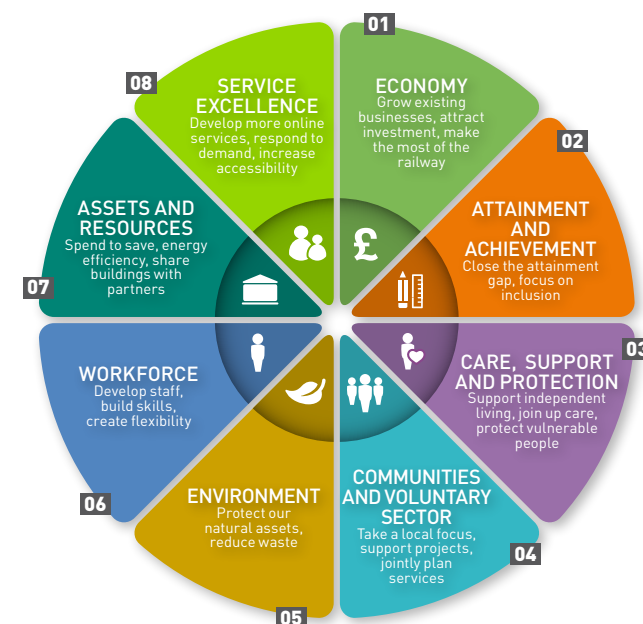 01
ECONOMY
Grow existing
businesses, attract
investment, make
the most of the
railway
02
ATTAINMENT
AND
ACHIEVEMENT
Close the attainment
gap, focus on
inclusion
03
CARE, SUPPORT
AND PROTECTION
Support independent
living, join up care,
protect vulnerable
people
04
COMMUNITIES
AND VOLUNTARY
SECTOR
Take a local focus,
support projects,
jointly plan
services
05
ENVIRONMENT
Protect our
natural assets,
reduce waste
06
WORKFORCE
Develop staff,
build skills,
create flexibility
07
ASSETS AND
RESOURCES
Spend to save, energy
efficiency, share
buildings with
partners
08
SERVICE
EXCELLENCE
Develop more online
services, respond to
demand, increase
accessibility
£